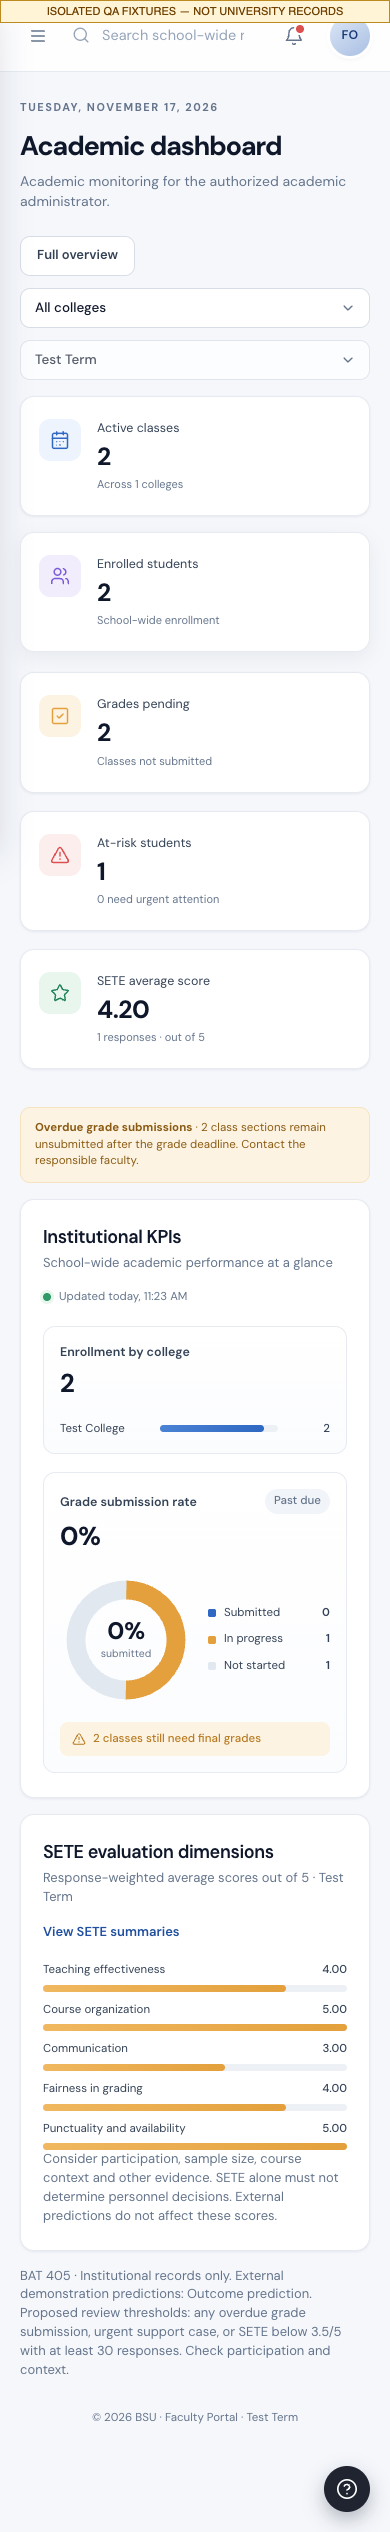 ISOLATED QA FIXTURES — NOT UNIVERSITY RECORDS
Search school-wide r
FO
TUESDAY, NOVEMBER 17, 2026
Academic dashboard
Academic monitoring for the authorized academic
administrator.
Full overview
All colleges
Test Term
Active classes
2
Across 1 colleges
Enrolled students
2
School-wide enrollment
Grades pending
2
Classes not submitted
At-risk students
1
0 need urgent attention
SETE average score
4.20
1 responses · out of 5
Overdue grade submissions · 2 class sections remain
unsubmitted after the grade deadline. Contact the
responsible faculty.
Institutional KPIs
School-wide academic performance at a glance
Updated today, 11:23 AM
Enrollment by college
2
Test College 2
Grade submission rate Past due
0%
0%
submitted
Submitted 0
In progress 1
Not started 1
2 classes still need final grades
SETE evaluation dimensions
Response-weighted average scores out of 5 · Test
Term
View SETE summaries
Teaching effectiveness 4.00
Course organization 5.00
Communication 3.00
Fairness in grading 4.00
Punctuality and availability 5.00
Consider participation, sample size, course
context and other evidence. SETE alone must not
determine personnel decisions. External
predictions do not affect these scores.
BAT 405 · Institutional records only. External
demonstration predictions: Outcome prediction.
Proposed review thresholds: any overdue grade
submission, urgent support case, or SETE below 3.5/5
with at least 30 responses. Check participation and
context.
© 2026 BSU · Faculty Portal · Test Term